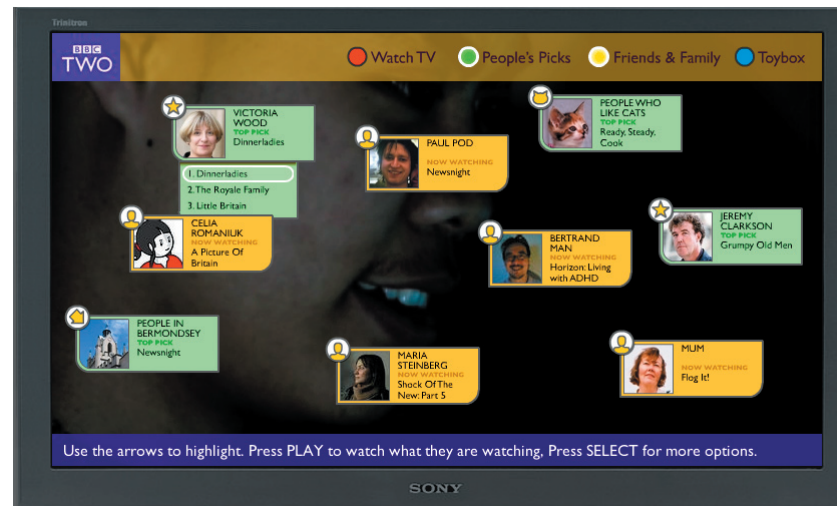 Trinitron
BBC
TWO
Watch TV
People's Picks
Friends & Family
Toybox
VICTORIA
WOOD
TOP PICK
Dinnerladies
1. Dinnerladies
2. The Royale Family
3. Little Britain
PAUL POD
NOW WATCHING
Newsnight
PEOPLE WHO
LIKE CATS
TOP PICK
Ready, Steady,
Cook
CELIA
ROMANIUK
NOW WATCHING
A Picture Of
Britain
BERTRAND
MAN
NOW WATCHING
Horizon: Living
with ADHD
JEREMY
CLARKSON
TOP PICK
Grumpy Old Men
PEOPLE IN
BERMONDSEY
TOP PICK
Newsnight
MARIA
STEINBERG
NOW WATCHING
Shock Of The
New: Part 5
MUM
NOW WATCHING
Flog It!
Use the arrows to highlight. Press PLAY to watch what they are watching, Press SELECT for more options.
SONY